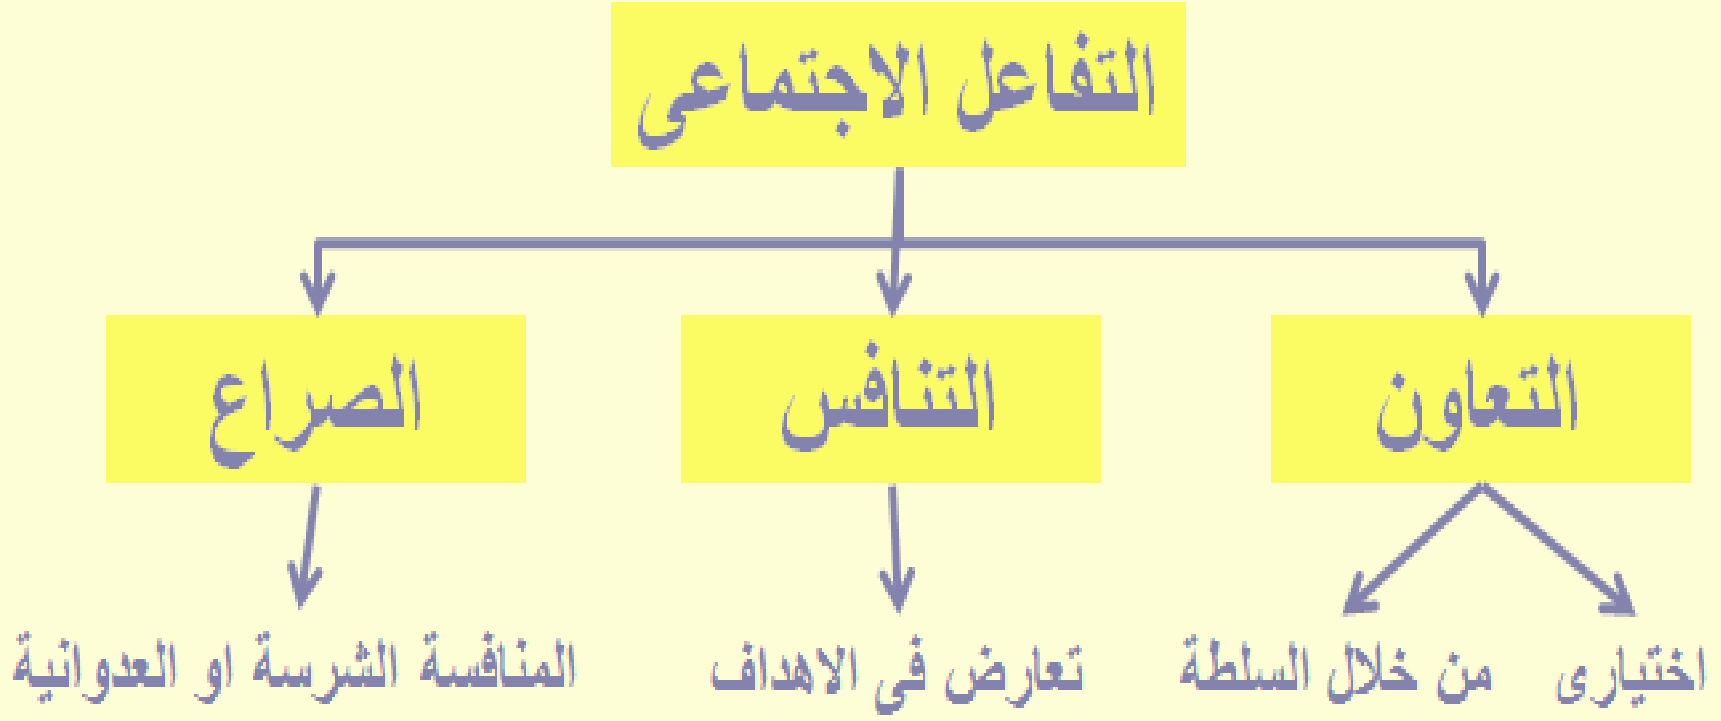 التفاعل الاجتماعى
التعاون
التنافس
الصراع
اختيارى
من خلال السلطة
تعارض فى الاهداف
المنافسة الشرسة او العدوانية